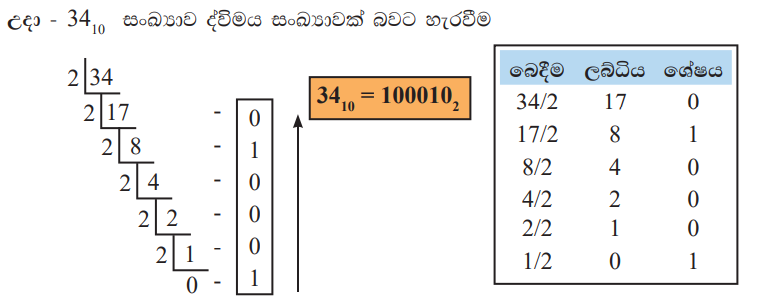 උදා - 34₁₀ සංඛ්‍යාව ද්විමය සංඛ්‍යාවක් බවට හැරවීම
2 34
2 17 - 0
2 8 - 1
2 4 - 0
2 2 - 0
2 1 - 0
0 - 1
34₁₀ = 100010₂
බෙදීම ලබ්ධිය ශේෂය
34/2 17 0
17/2 8 1
8/2 4 0
4/2 2 0
2/2 1 0
1/2 0 1